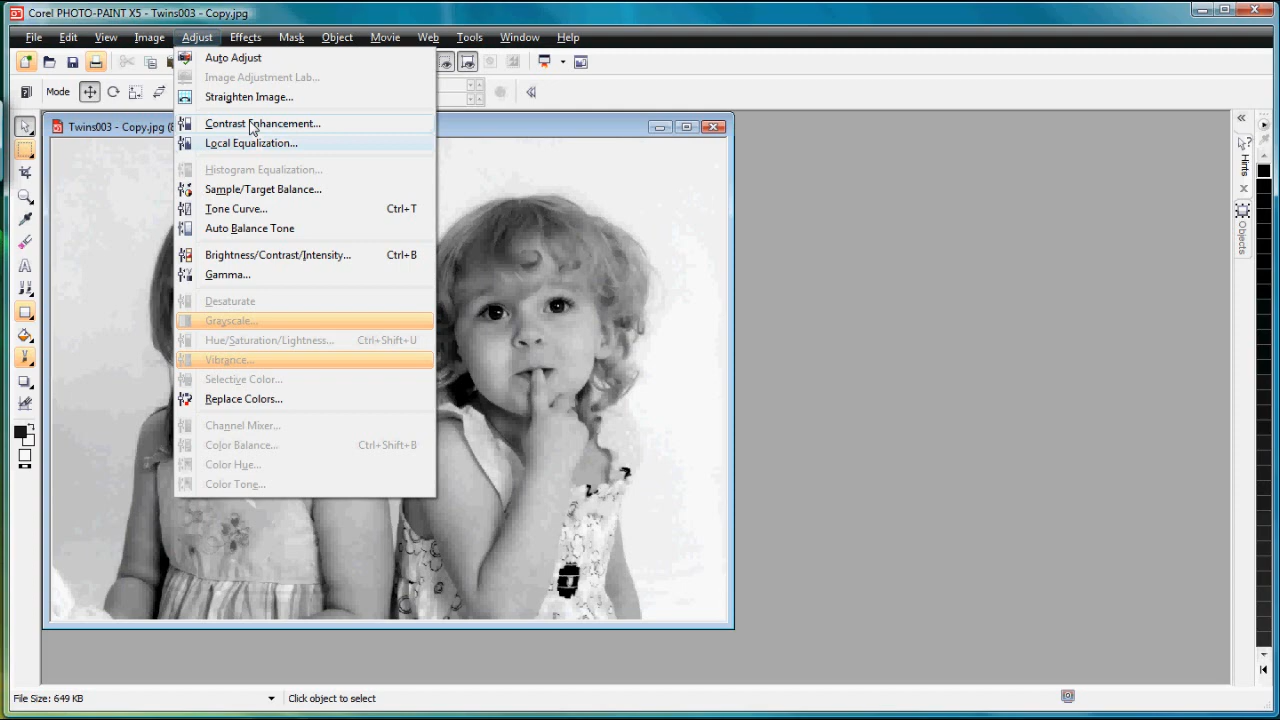 Corel PHOTO-PAINT X5 - Twins003 - Copy.jpg
File Edit View Image Adjust Effects Mask Object Movie Web Tools Window Help
Mode
Auto Adjust
Image Adjustment Lab...
Straighten Image...
Contrast Enhancement...
Local Equalization...
Histogram Equalization...
Sample/Target Balance...
Tone Curve... Ctrl+T
Auto Balance Tone
Brightness/Contrast/Intensity... Ctrl+B
Gamma...
Desaturate
Grayscale...
Hue/Saturation/Lightness... Ctrl+Shift+U
Vibrance...
Selective Color...
Replace Colors...
Channel Mixer...
Color Balance... Ctrl+Shift+B
Color Hue...
Color Tone...
Twins003 - Copy.jpg
Hints
Objects
File Size: 649 KB
Click object to select